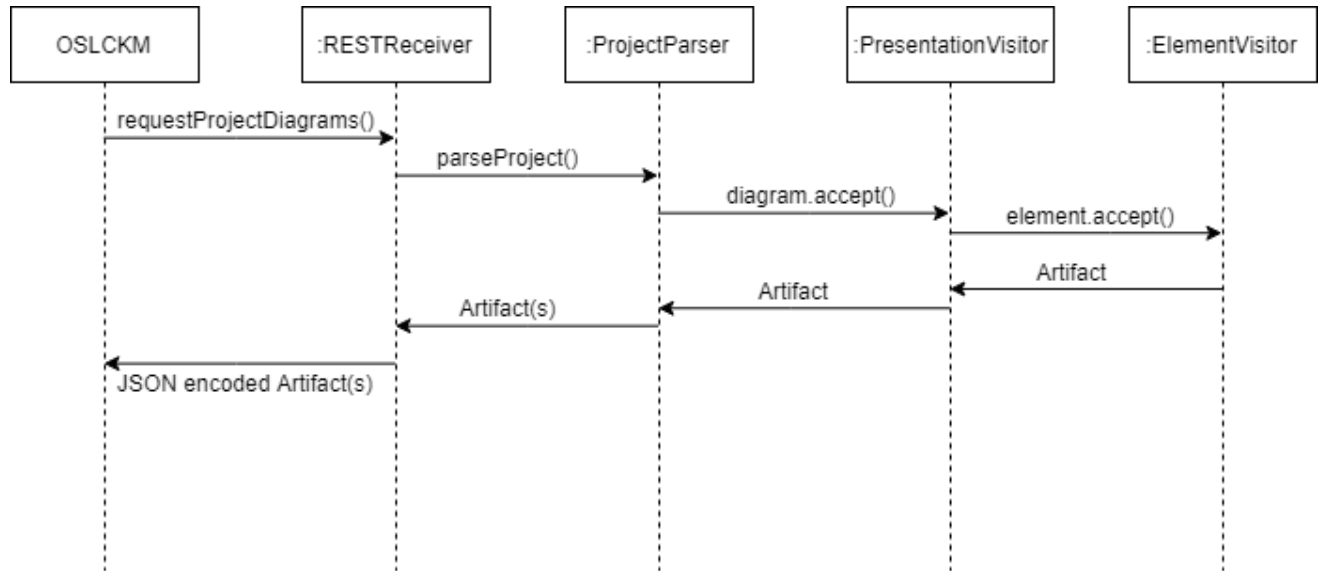 OSLCKM
:RESTReceiver
:ProjectParser
:PresentationVisitor
:ElementVisitor
requestProjectDiagrams()
parseProject()
diagram.accept()
element.accept()
Artifact
Artifact
Artifact(s)
JSON encoded Artifact(s)